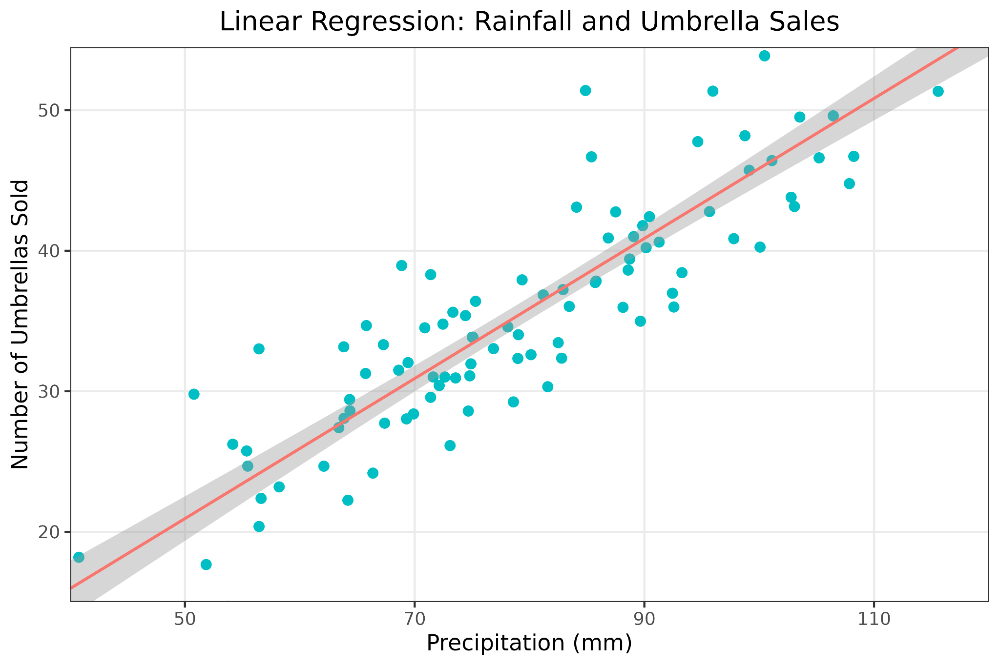 Linear Regression: Rainfall and Umbrella Sales
Number of Umbrellas Sold
50
40
30
20
50
70
90
110
Precipitation (mm)